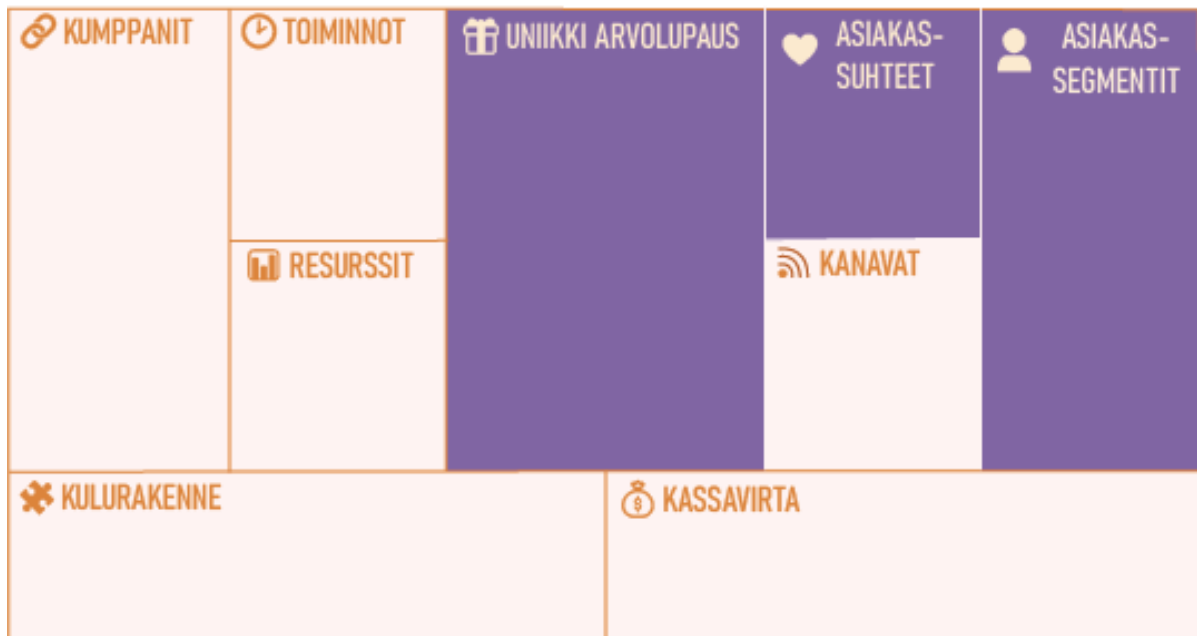 KUMPPANIT
TOIMINNOT
UNIIKKI ARVOLUPAUS
ASIAKAS-
SUHTEET
ASIAKAS-
SEGMENTIT
RESURSSIT
KANAVAT
KULURAKENNE
KASSAVIRTA